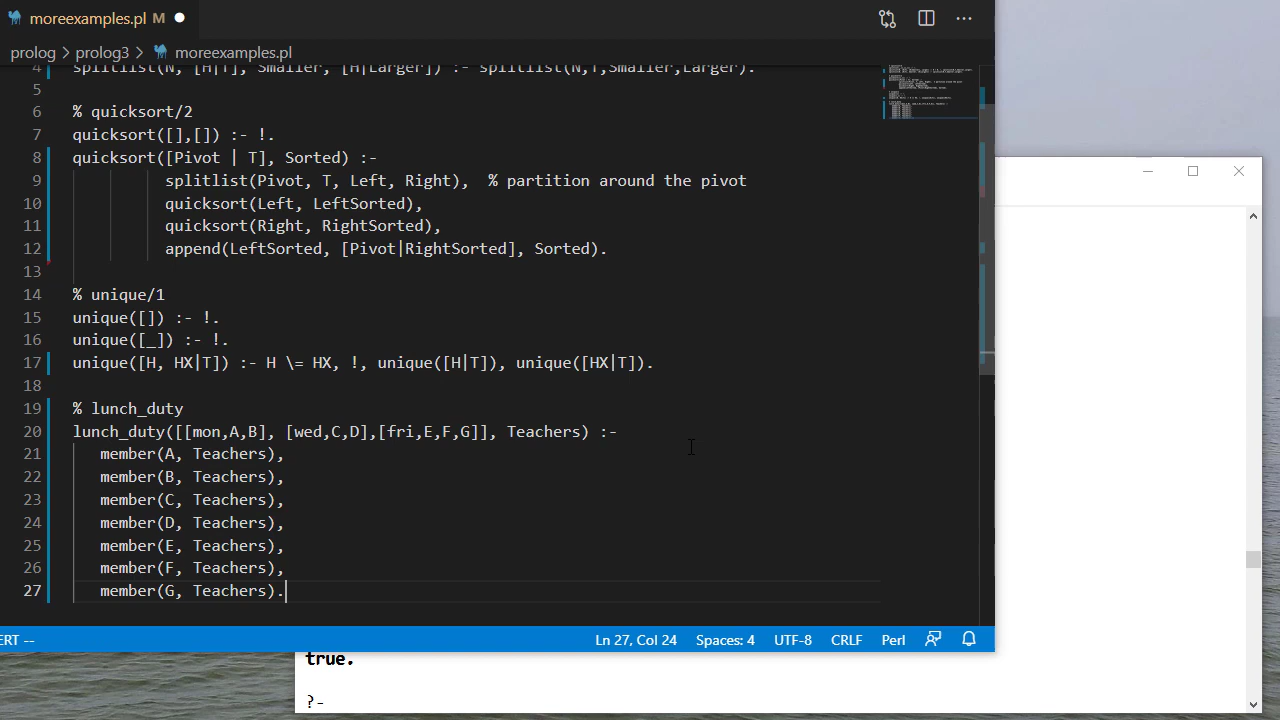 moreexamples.pl M
prolog > prolog3 > moreexamples.pl
4 splitlist(N, [H|T], Smaller, [H|Larger]) :- splitlist(N,T,Smaller,Larger).
5
6 % quicksort/2
7 quicksort([],[]) :- !.
8 quicksort([Pivot | T], Sorted) :-
9 splitlist(Pivot, T, Left, Right), % partition around the pivot
10 quicksort(Left, LeftSorted),
11 quicksort(Right, RightSorted),
12 append(LeftSorted, [Pivot|RightSorted], Sorted).
13
14 % unique/1
15 unique([]) :- !.
16 unique([_]) :- !.
17 unique([H, HX|T]) :- H \= HX, !, unique([H|T]), unique([HX|T]).
18
19 % lunch_duty
20 lunch_duty([[mon,A,B], [wed,C,D],[fri,E,F,G]], Teachers) :-
21 member(A, Teachers),
22 member(B, Teachers),
23 member(C, Teachers),
24 member(D, Teachers),
25 member(E, Teachers),
26 member(F, Teachers),
27 member(G, Teachers).
ERT -- Ln 27, Col 24 Spaces: 4 UTF-8 CRLF Perl
true.
?-